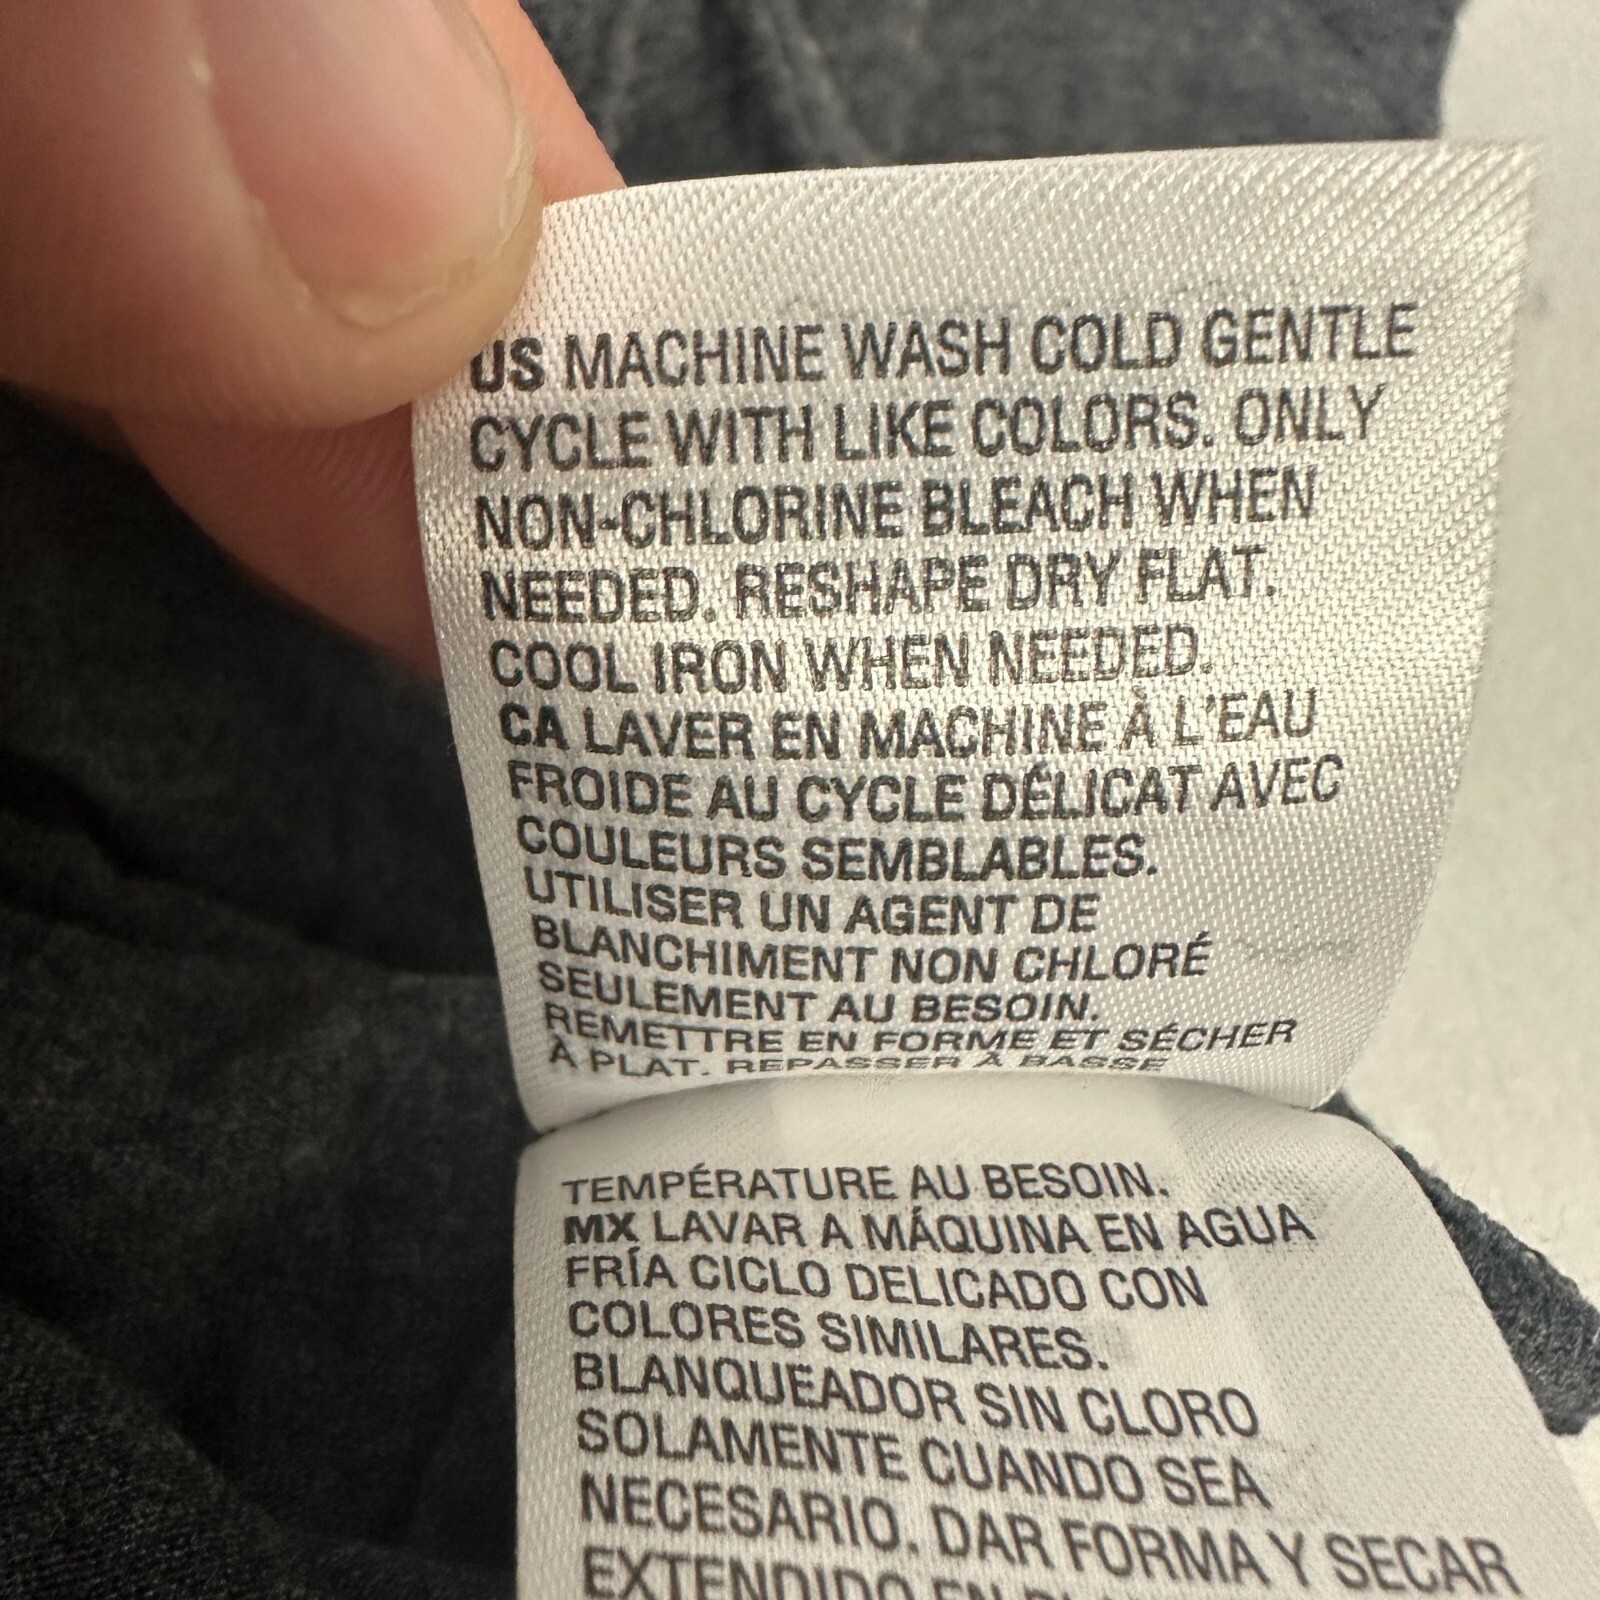 US MACHINE WASH COLD GENTLE
CYCLE WITH LIKE COLORS. ONLY
NON-CHLORINE BLEACH WHEN
NEEDED. RESHAPE DRY FLAT.
COOL IRON WHEN NEEDED.
CA LAVER EN MACHINE À L'EAU
FROIDE AU CYCLE DÉLICAT AVEC
COULEURS SEMBLABLES.
UTILISER UN AGENT DE
BLANCHIMENT NON CHLORÉ
SEULEMENT AU BESOIN.
REMETTRE EN FORME ET SÉCHER
À PLAT. REPASSER À BASSE
TEMPÉRATURE AU BESOIN.
MX LAVAR A MÁQUINA EN AGUA
FRÍA CICLO DELICADO CON
COLORES SIMILARES.
BLANQUEADOR SIN CLORO
SOLAMENTE CUANDO SEA
NECESARIO. DAR FORMA Y SECAR
EXTENDIDO EN